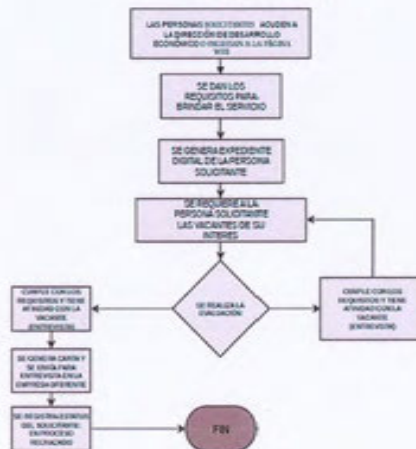 LAS PERSONAS SOLICITANTES ACUDEN A
LA DIRECCIÓN DE DESARROLLO
ECONÓMICO O INGRESAN A LA PÁGINA
WEB
SE DAN LOS
REQUISITOS PARA
BRINDAR EL SERVICIO
SE GENERA EXPEDIENTE
DIGITAL DE LA PERSONA
SOLICITANTE
SE REQUIERE A LA
PERSONA SOLICITANTE
LAS VACANTES DE SU
INTERES
SE REALIZA LA
EVALUACIÓN
CUMPLE CON LOS
REQUISITOS Y TIENE
AFINIDAD CON LA
VACANTE
(ENTREVISTA)
CUMPLE CON LOS
REQUISITOS Y TIENE
AFINIDAD CON LA
VACANTE
(ENTREVISTA)
SE GENERA CARTA Y
SE ENVÍA PARA
ENTREVISTA EN LA
EMPRESA OFERENTE
SE REGISTRA ESTATUS
DEL SOLICITANTE:
EN PROCESO
RECHAZADO
FIN